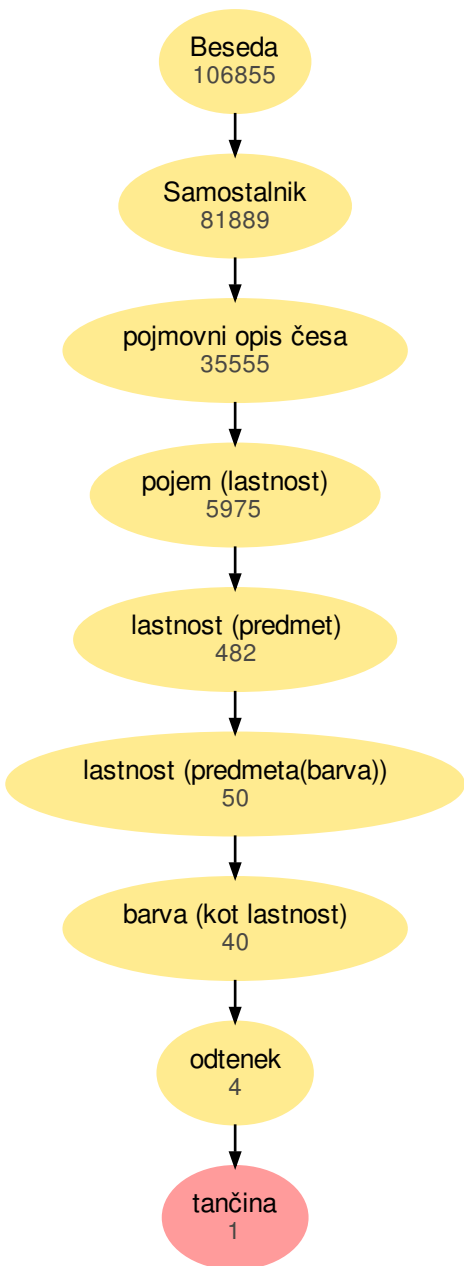 Beseda
106855
Samostalnik
81889
pojmovni opis česa
35555
pojem (lastnost)
5975
lastnost (predmet)
482
lastnost (predmeta(barva))
50
barva (kot lastnost)
40
odtenek
4
tančina
1